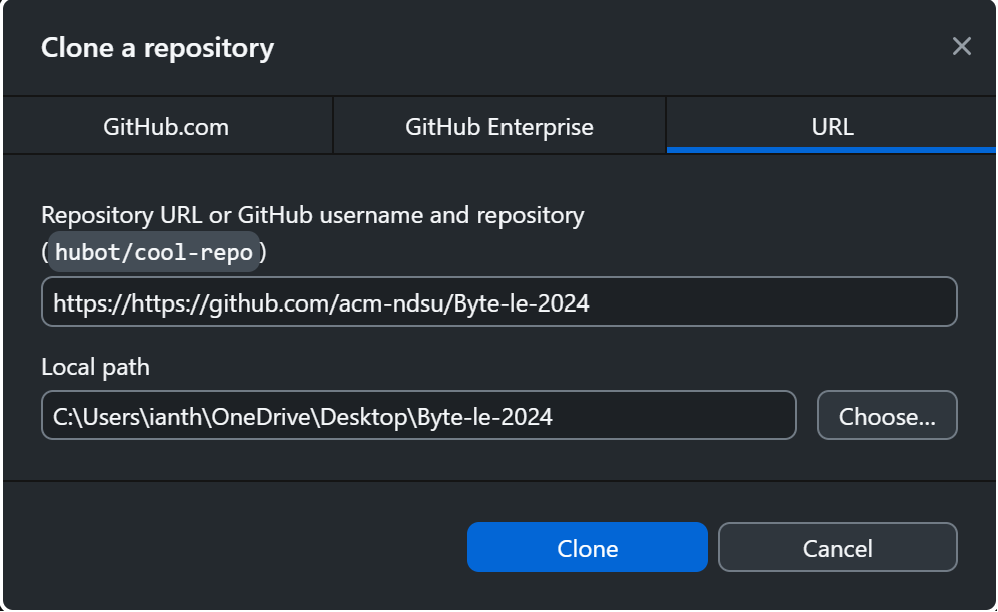 Clone a repository
GitHub.com
GitHub Enterprise
URL
Repository URL or GitHub username and repository
(hubot/cool-repo)
https://https://github.com/acm-ndsu/Byte-le-2024
Local path
C:\Users\ianth\OneDrive\Desktop\Byte-le-2024
Choose...
Clone
Cancel